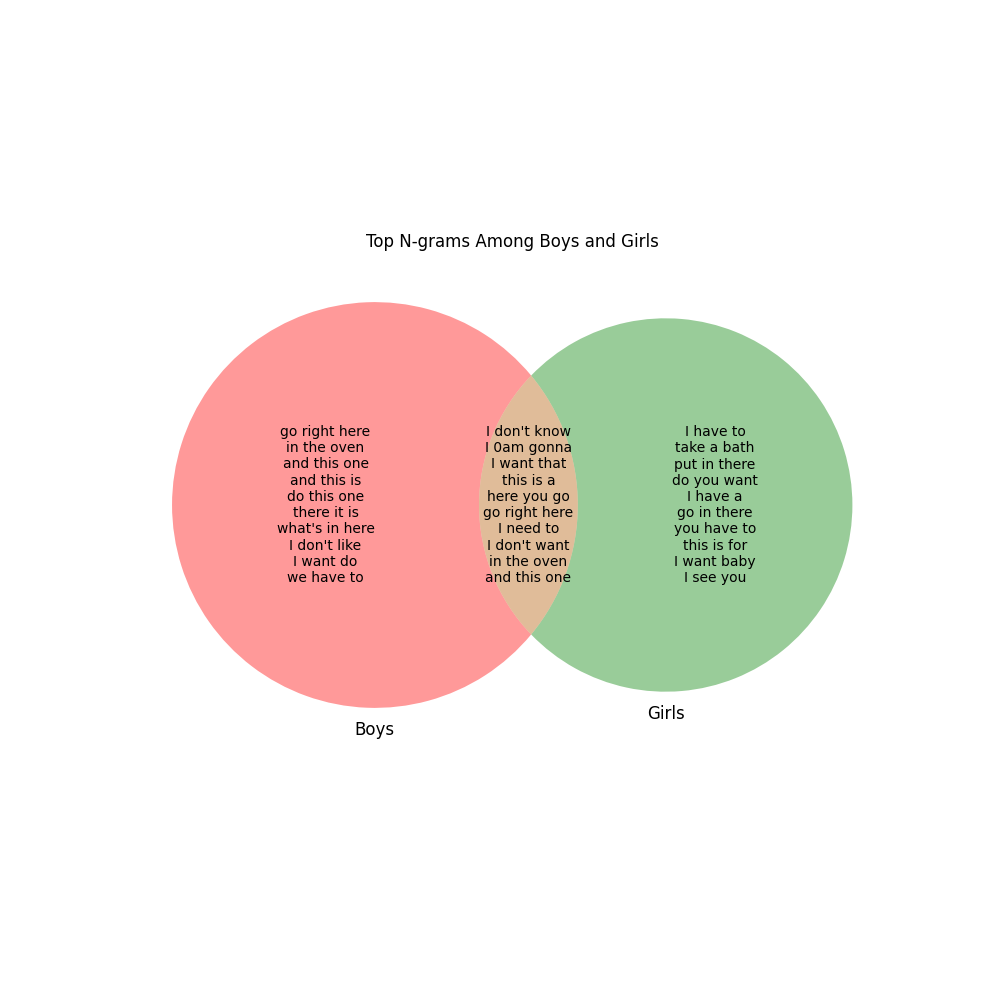 Top N-grams Among Boys and Girls
go right here
in the oven
and this one
and this is
do this one
there it is
what's in here
I don't like
I want do
we have to
I don't know
I 0am gonna
I want that
this is a
here you go
go right here
I need to
I don't want
in the oven
and this one
I have to
take a bath
put in there
do you want
I have a
go in there
you have to
this is for
I want baby
I see you
Boys
Girls